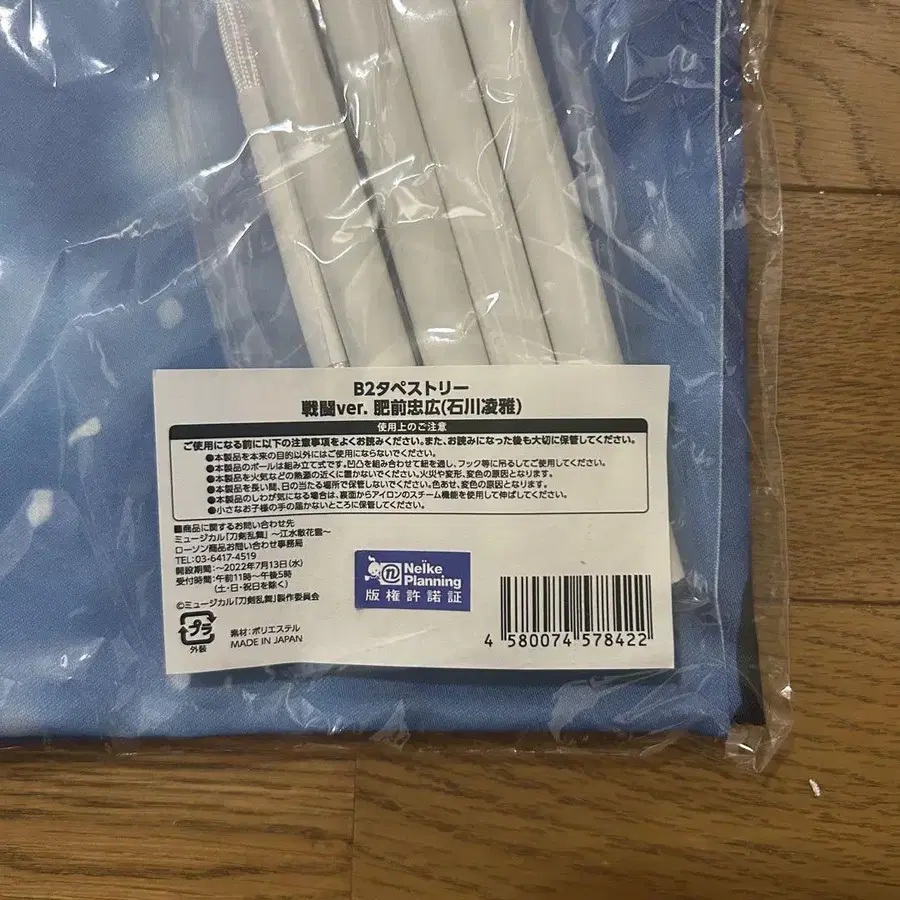 B2タペストリー
戦闘ver. 肥前忠広(石川凌雅)
使用上のご注意
ご使用になる前に以下の注意事項をよくお読みください。また、お読みになった後も大切に保管してください。
●本製品を本来の目的以外にはご使用にならないでください。
●本製品のポールは組み立て式です。凹凸を組み合わせて紐を通し、フック等に吊るしてご使用してください。
●本製品を火気などの熱源の近くに置かないでください。火災や変形、変色の原因となります。
●本製品を長い間、日の当たる場所で保管しないでください。色あせ、変色の原因となります。
●本製品のしわが気になる場合は、裏面からアイロンのスチーム機能を使用して伸ばしてください。
●小さなお子様の手の届かないところに保管してください。
■商品に関するお問い合わせ先
ミュージカル『刀剣乱舞』 〜江水散花雪〜
ローソン商品お問い合わせ事務局
TEL:03-6417-4519
開設期間:〜2022年7月13日(水)
受付時間:午前11時〜午後5時
(土・日・祝日を除く)
©ミュージカル『刀剣乱舞』製作委員会
プラ
外装
素材:ポリエステル
MADE IN JAPAN
n Nelke
Planning
版権許諾証
4 580074 578422